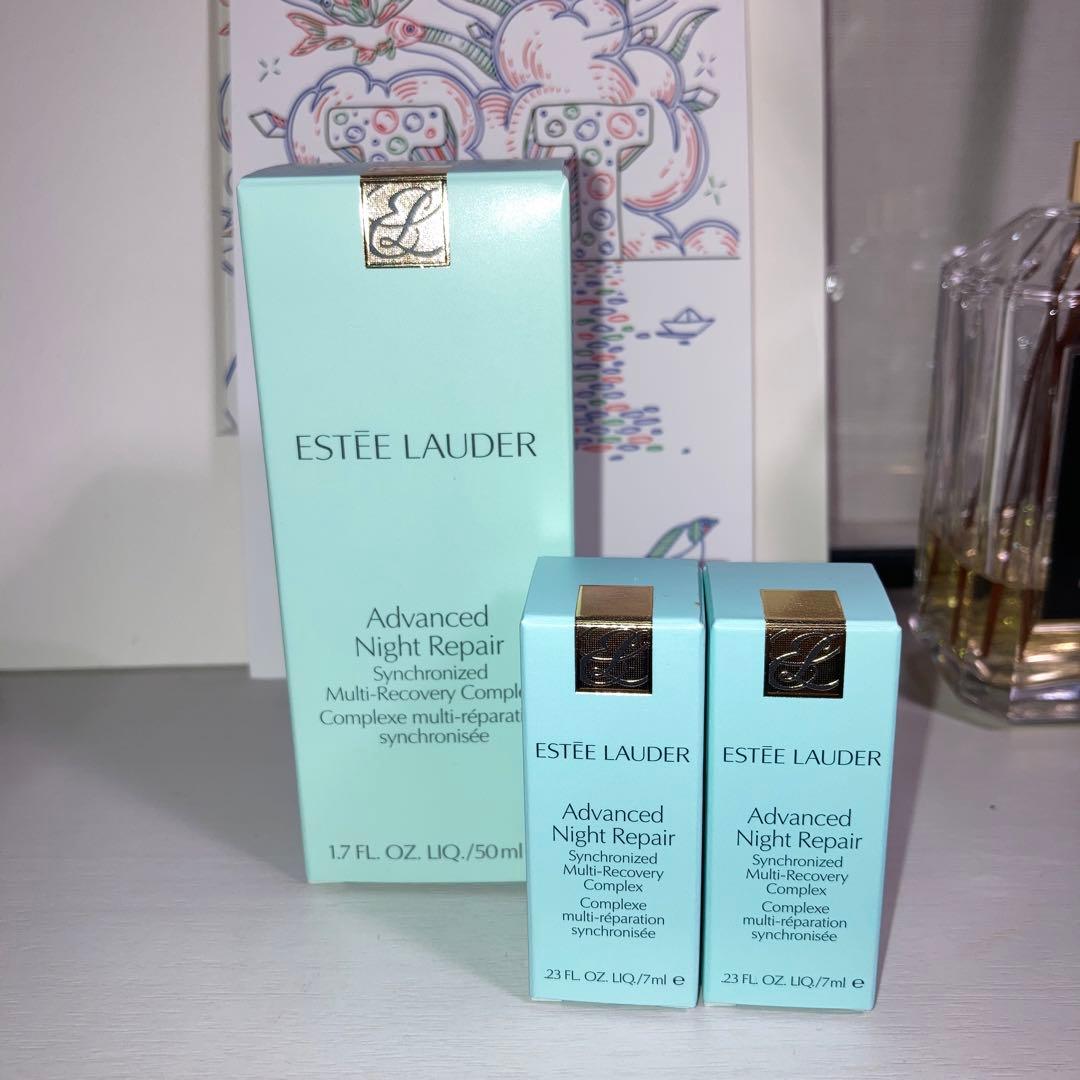 ESTĒE LAUDER
Advanced
Night Repair
Synchronized
Multi-Recovery Comple
Complexe multi-réparati
synchronisée
1.7 FL. OZ. LIQ./50ml
ESTĒE LAUDER
Advanced
Night Repair
Synchronized
Multi-Recovery
Complex
Complexe
multi-réparation
synchronisée
.23 FL. OZ. LIQ./7ml e
ESTĒE LAUDER
Advanced
Night Repair
Synchronized
Multi-Recovery
Complex
Complexe
multi-réparation
synchronisée
.23 FL. OZ. LIQ./7ml e